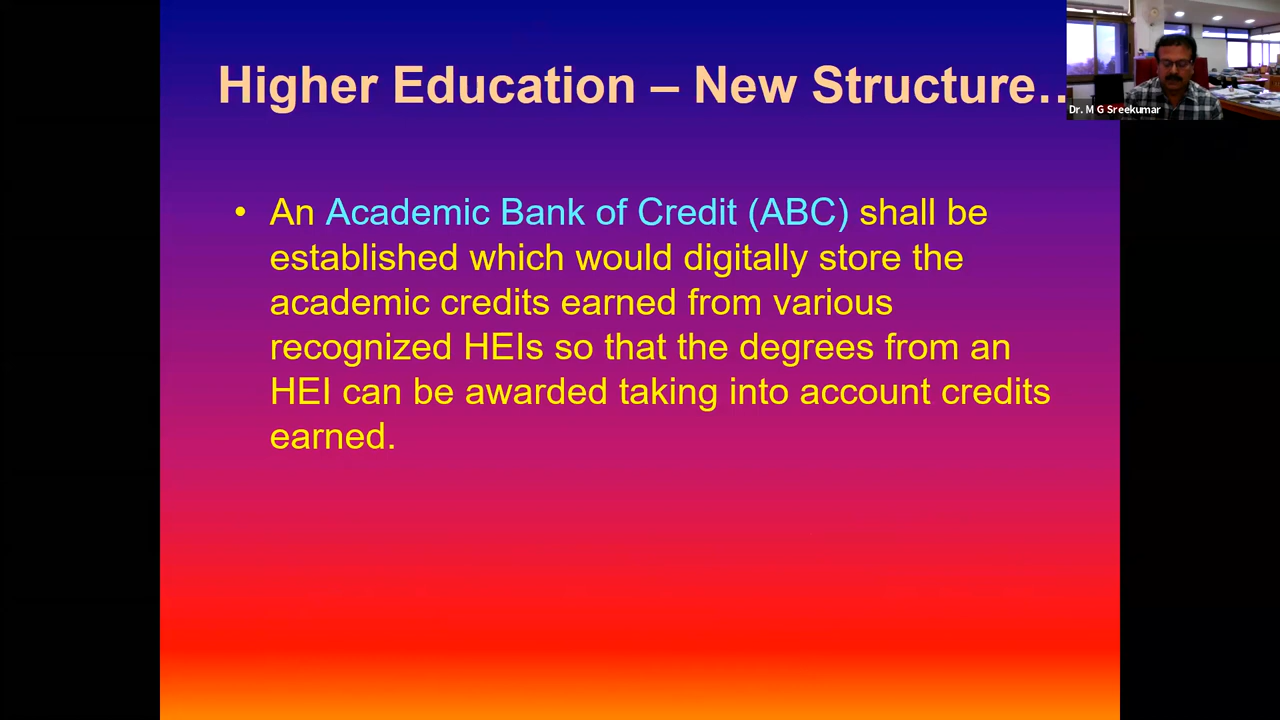 Higher Education – New Structure..
Dr. M G Sreekumar
• An Academic Bank of Credit (ABC) shall be
established which would digitally store the
academic credits earned from various
recognized HEIs so that the degrees from an
HEI can be awarded taking into account credits
earned.